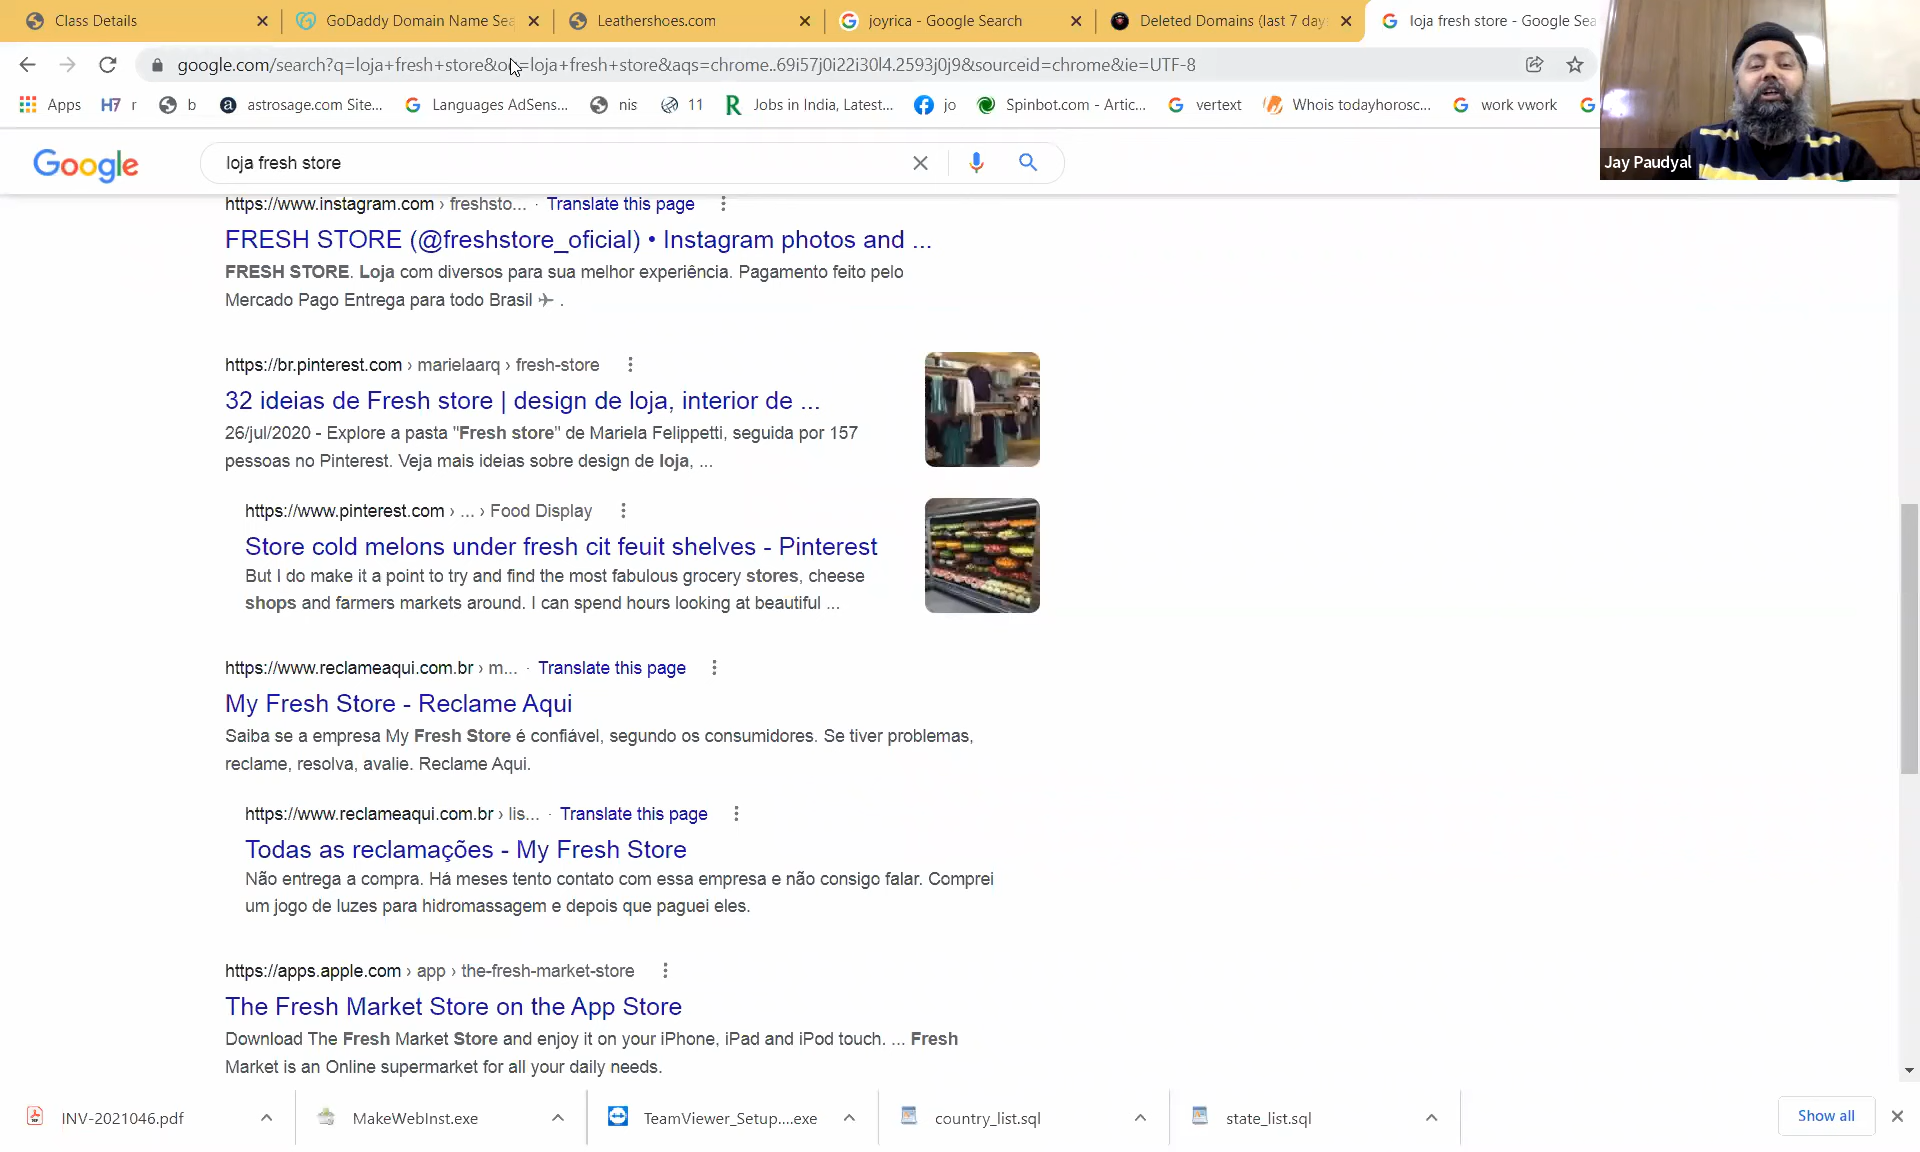 Class Details
GoDaddy Domain Name Sea
Leathershoes.com
joyrica - Google Search
Deleted Domains (last 7 day
loja fresh store - Google Sea
google.com/search?q=loja+fresh+store&oq=loja+fresh+store&aqs=chrome..69i57j0i22i30l4.2593j0j9&sourceid=chrome&ie=UTF-8
Apps
H7 r
b
astrosage.com Site...
Languages AdSens...
nis
11
Jobs in India, Latest...
jo
Spinbot.com - Artic...
vertext
Whois todayhorosc...
work vwork
Jay Paudyal
Google
loja fresh store
https://www.instagram.com › freshsto... · Translate this page
FRESH STORE (@freshstore_oficial) • Instagram photos and ...
FRESH STORE. Loja com diversos para sua melhor experiência. Pagamento feito pelo
Mercado Pago Entrega para todo Brasil ✈ .
https://br.pinterest.com › marielaarq › fresh-store
32 ideias de Fresh store | design de loja, interior de ...
26/jul/2020 - Explore a pasta "Fresh store" de Mariela Felippetti, seguida por 157
pessoas no Pinterest. Veja mais ideias sobre design de loja, ...
https://www.pinterest.com › ... › Food Display
Store cold melons under fresh cit feuit shelves - Pinterest
But I do make it a point to try and find the most fabulous grocery stores, cheese
shops and farmers markets around. I can spend hours looking at beautiful ...
https://www.reclameaqui.com.br › m... · Translate this page
My Fresh Store - Reclame Aqui
Saiba se a empresa My Fresh Store é confiável, segundo os consumidores. Se tiver problemas,
reclame, resolva, avalie. Reclame Aqui.
https://www.reclameaqui.com.br › lis... · Translate this page
Todas as reclamações - My Fresh Store
Não entrega a compra. Há meses tento contato com essa empresa e não consigo falar. Comprei
um jogo de luzes para hidromassagem e depois que paguei eles.
https://apps.apple.com › app › the-fresh-market-store
The Fresh Market Store on the App Store
Download The Fresh Market Store and enjoy it on your iPhone, iPad and iPod touch. ... Fresh
Market is an Online supermarket for all your daily needs.
INV-2021046.pdf
MakeWebInst.exe
TeamViewer_Setup....exe
country_list.sql
state_list.sql
Show all